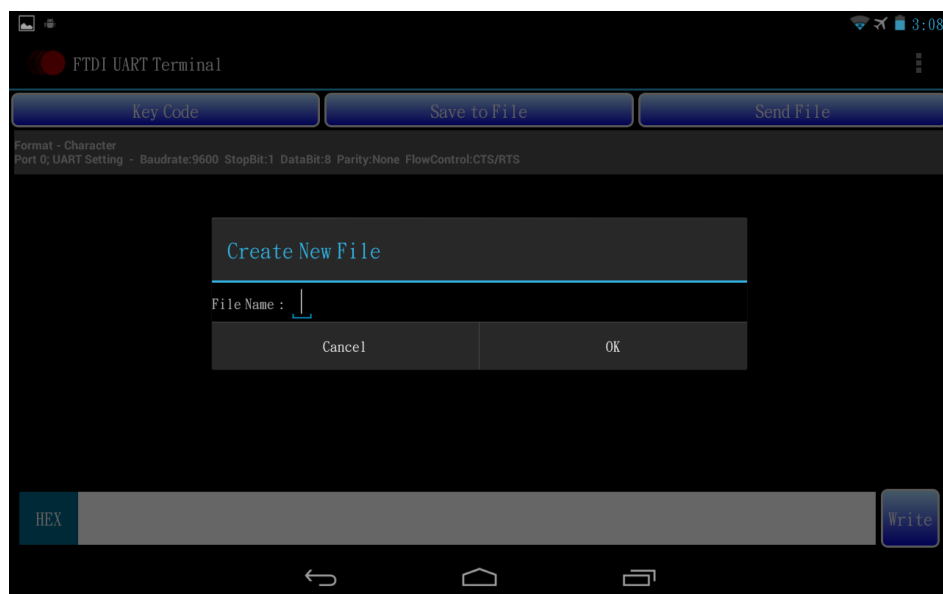 3:08
FTDI UART Terminal
Key Code
Save to File
Send File
Format - Character
Port 0; UART Setting - Baudrate:9600 StopBit:1 DataBit:8 Parity:None FlowControl:CTS/RTS
Create New File
File Name :
Cancel
OK
HEX
Write